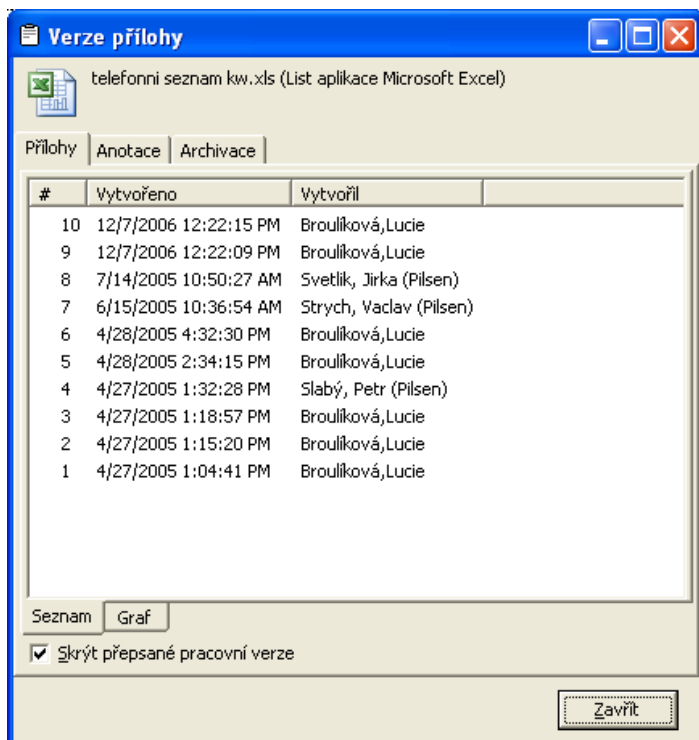 Verze přílohy
telefonni seznam kw.xls (List aplikace Microsoft Excel)
Přílohy Anotace Archivace
# Vytvořeno Vytvořil
10 12/7/2006 12:22:15 PM Broulíková,Lucie
9 12/7/2006 12:22:09 PM Broulíková,Lucie
8 7/14/2005 10:50:27 AM Svetlik, Jirka (Pilsen)
7 6/15/2005 10:36:54 AM Strych, Vaclav (Pilsen)
6 4/28/2005 4:32:30 PM Broulíková,Lucie
5 4/28/2005 2:34:15 PM Broulíková,Lucie
4 4/27/2005 1:32:28 PM Slabý, Petr (Pilsen)
3 4/27/2005 1:18:57 PM Broulíková,Lucie
2 4/27/2005 1:15:20 PM Broulíková,Lucie
1 4/27/2005 1:04:41 PM Broulíková,Lucie
Seznam Graf
Skrýt přepsané pracovní verze
Zavřít